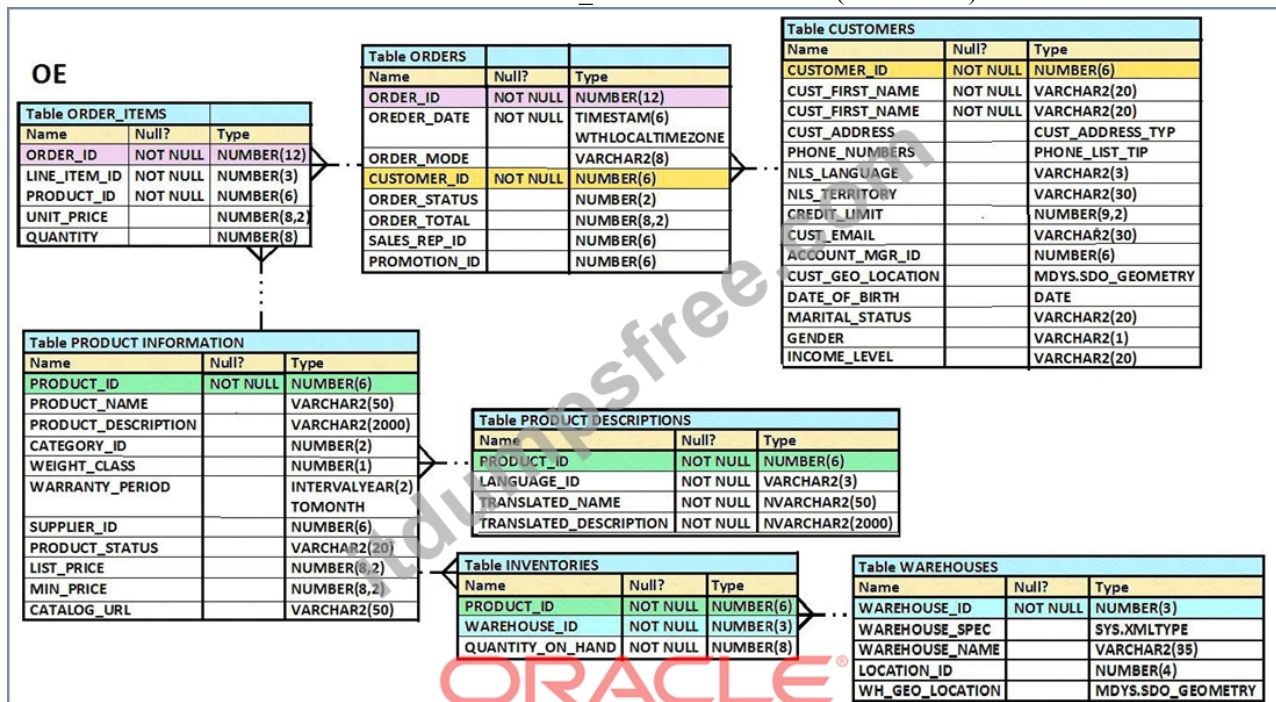 OE
Table ORDER_ITEMS
Name Null? Type
ORDER_ID NOT NULL NUMBER(12)
LINE_ITEM_ID NOT NULL NUMBER(3)
PRODUCT_ID NOT NULL NUMBER(6)
UNIT_PRICE NUMBER(8,2)
QUANTITY NUMBER(8)
Table ORDERS
Name Null? Type
ORDER_ID NOT NULL NUMBER(12)
OREDER_DATE NOT NULL TIMESTAM(6)
WTHLOCALTIMEZONE
ORDER_MODE VARCHAR2(8)
CUSTOMER_ID NOT NULL NUMBER(6)
ORDER_STATUS NUMBER(2)
ORDER_TOTAL NUMBER(8,2)
SALES_REP_ID NUMBER(6)
PROMOTION_ID NUMBER(6)
Table CUSTOMERS
Name Null? Type
CUSTOMER_ID NOT NULL NUMBER(6)
CUST_FIRST_NAME NOT NULL VARCHAR2(20)
CUST_FIRST_NAME NOT NULL VARCHAR2(20)
CUST_ADDRESS CUST_ADDRESS_TYP
PHONE_NUMBERS PHONE_LIST_TIP
NLS_LANGUAGE VARCHAR2(3)
NLS_TERRITORY VARCHAR2(30)
CREDIT_LIMIT NUMBER(9,2)
CUST_EMAIL VARCHAR2(30)
ACCOUNT_MGR_ID NUMBER(6)
CUST_GEO_LOCATION MDYS.SDO_GEOMETRY
DATE_OF_BIRTH DATE
MARITAL_STATUS VARCHAR2(20)
GENDER VARCHAR2(1)
INCOME_LEVEL VARCHAR2(20)
Table PRODUCT INFORMATION
Name Null? Type
PRODUCT_ID NOT NULL NUMBER(6)
PRODUCT_NAME VARCHAR2(50)
PRODUCT_DESCRIPTION VARCHAR2(2000)
CATEGORY_ID NUMBER(2)
WEIGHT_CLASS NUMBER(1)
WARRANTY_PERIOD INTERVALYEAR(2)
TOMONTH
SUPPLIER_ID NUMBER(6)
PRODUCT_STATUS VARCHAR2(20)
LIST_PRICE NUMBER(8,2)
MIN_PRICE NUMBER(8,2)
CATALOG_URL VARCHAR2(50)
Table PRODUCT DESCRIPTIONS
Name Null? Type
PRODUCT_ID NOT NULL NUMBER(6)
LANGUAGE_ID NOT NULL VARCHAR2(3)
TRANSLATED_NAME NOT NULL NVARCHAR2(50)
TRANSLATED_DESCRIPTION NOT NULL NVARCHAR2(2000)
Table INVENTORIES
Name Null? Type
PRODUCT_ID NOT NULL NUMBER(6)
WAREHOUSE_ID NOT NULL NUMBER(3)
QUANTITY_ON_HAND NOT NULL NUMBER(8)
Table WAREHOUSES
Name Null? Type
WAREHOUSE_ID NOT NULL NUMBER(3)
WAREHOUSE_SPEC SYS.XMLTYPE
WAREHOUSE_NAME VARCHAR2(35)
LOCATION_ID NUMBER(4)
WH_GEO_LOCATION MDYS.SDO_GEOMETRY
itdumpsfree.com
ORACLE®